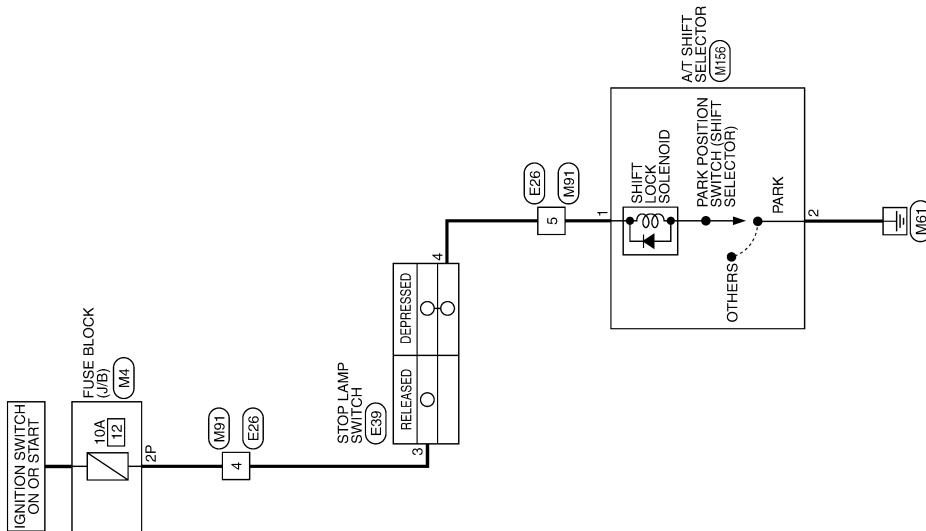 IGNITION SWITCH
ON OR START
FUSE BLOCK
(J/B)
M4
10A
12
2P
M91
4
E26
STOP LAMP
SWITCH
E39
RELEASED
DEPRESSED
3
4
E26
5
M91
A/T SHIFT
SELECTOR
M156
1
SHIFT
LOCK
SOLENOID
PARK POSITION
SWITCH (SHIFT
SELECTOR)
OTHERS
PARK
2
M61